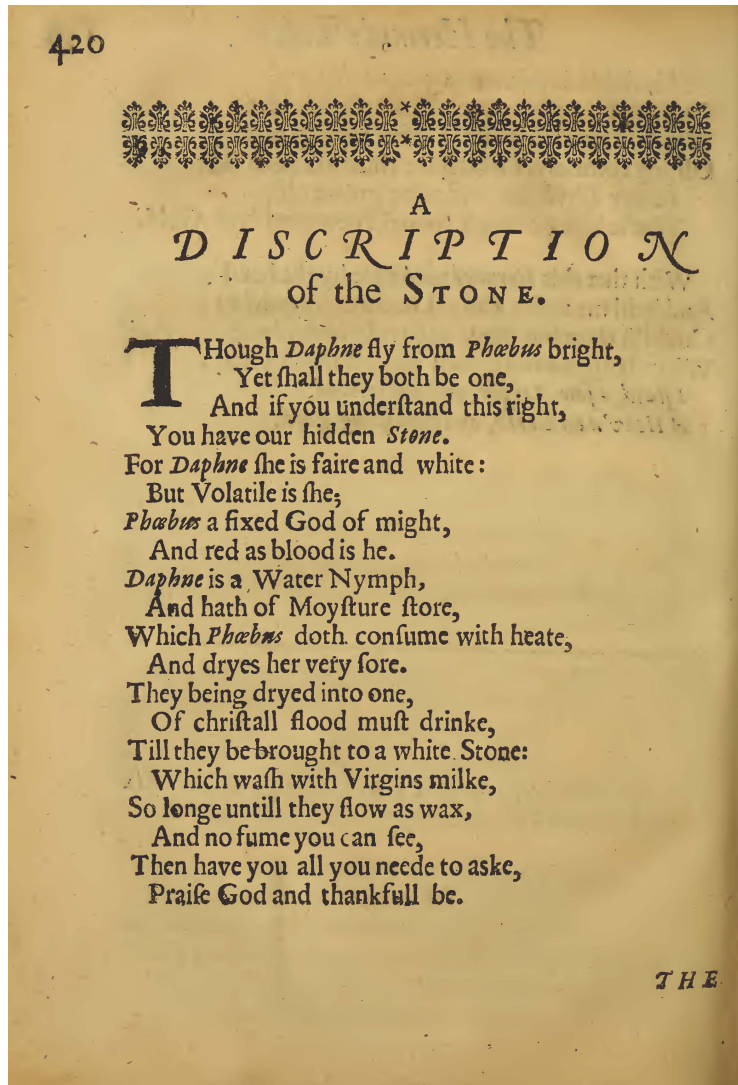 420
A
DISCRIPTION
of the STONE.
THough Daphne fly from Phœbus bright,
Yet ſhall they both be one,
And if you underſtand this right,
You have our hidden Stone.
For Daphne ſhe is faire and white:
But Volatile is ſhe;
Phœbus a fixed God of might,
And red as blood is he.
Daphne is a Water Nymph,
And hath of Moyſture ſtore,
Which Phœbus doth conſume with heate,
And dryes her very ſore.
They being dryed into one,
Of chriſtall flood muſt drinke,
Till they be brought to a white Stone:
Which waſh with Virgins milke,
So longe untill they flow as wax,
And no fume you can ſee,
Then have you all you neede to aske,
Praiſe God and thankfull be.
THE